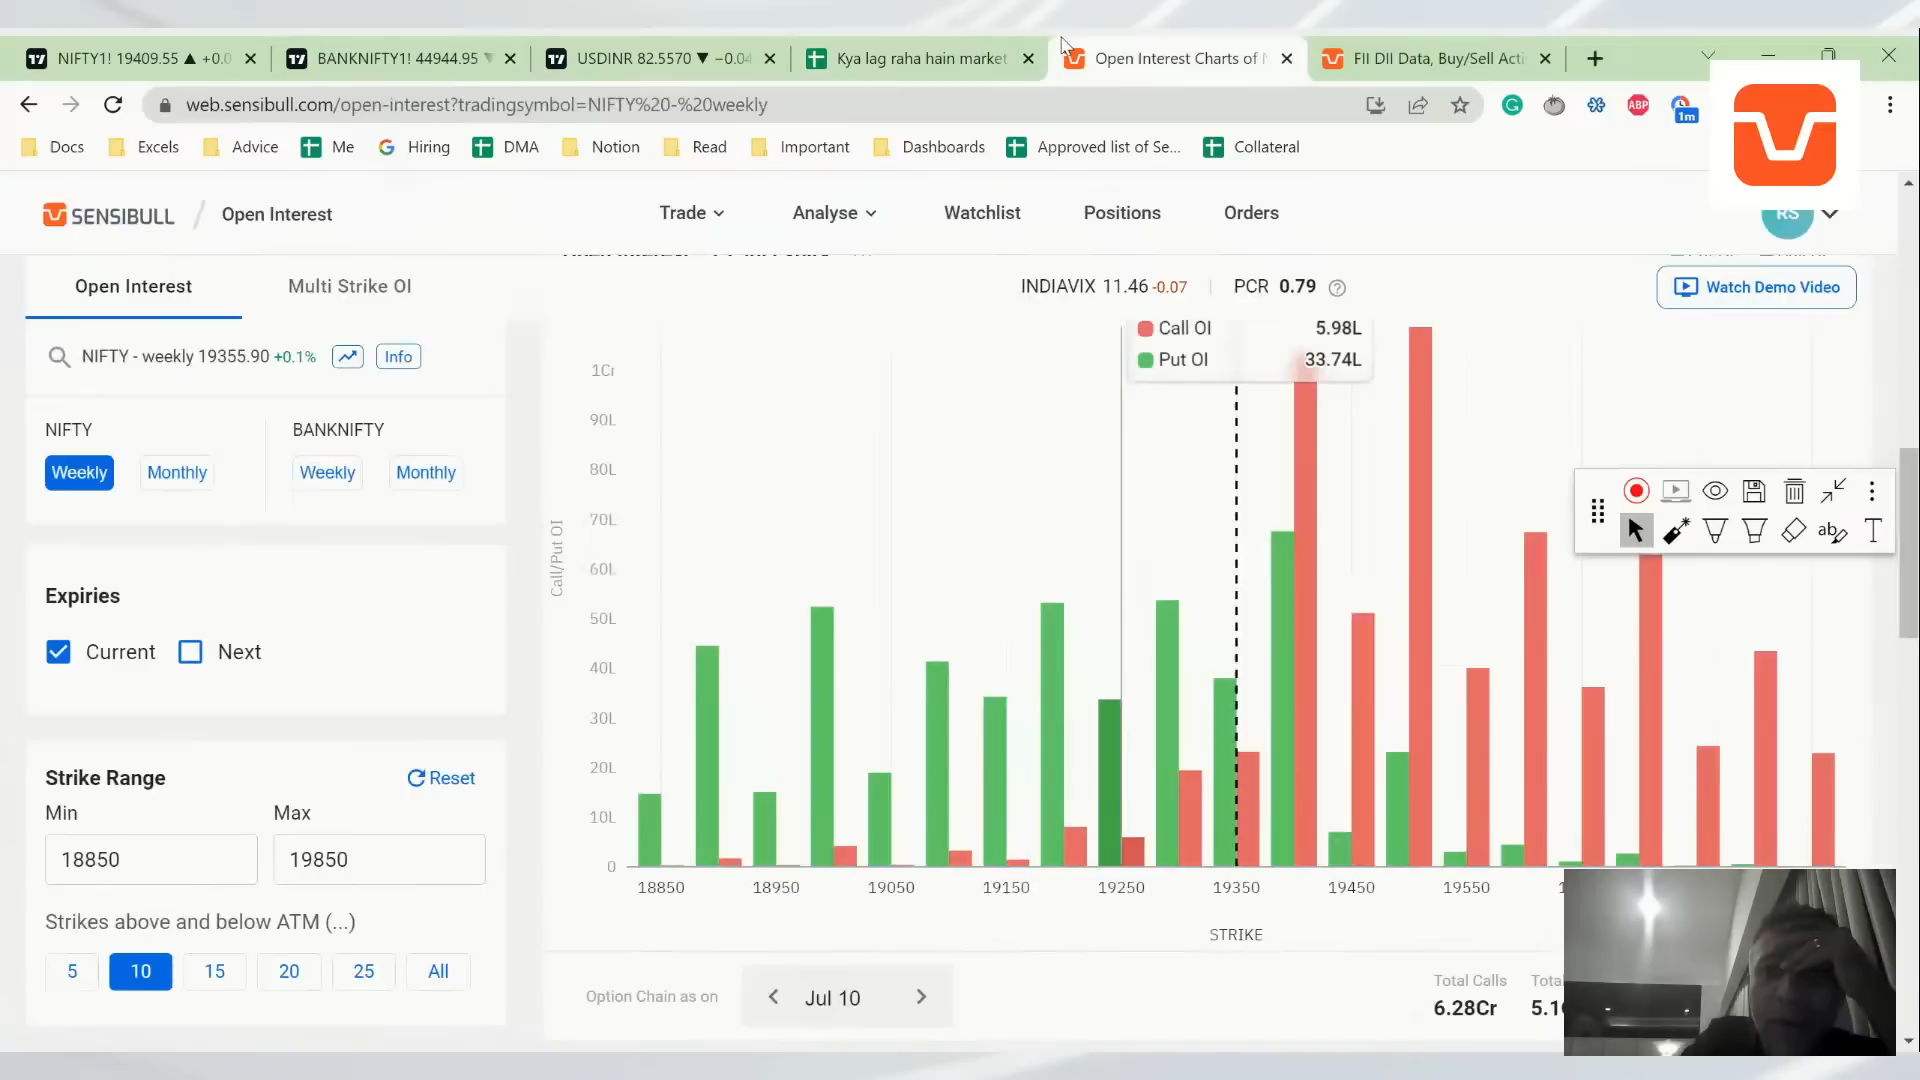 NIFTY1! 19409.55 ▲ +0.0
BANKNIFTY1! 44944.95 ▼
USDINR 82.5570 ▼ −0.04
Kya lag raha hain market
Open Interest Charts of
FII DII Data, Buy/Sell Acti
web.sensibull.com/open-interest?tradingsymbol=NIFTY%20-%20weekly
ABP
1m
Docs
Excels
Advice
Me
Hiring
DMA
Notion
Read
Important
Dashboards
Approved list of Se...
Collateral
SENSIBULL / Open Interest
Trade
Analyse
Watchlist
Positions
Orders
RS
Open Interest
Multi Strike OI
INDIAVIX 11.46 -0.07
PCR 0.79
Watch Demo Video
NIFTY - weekly 19355.90 +0.1%
Info
NIFTY
BANKNIFTY
Weekly
Monthly
Weekly
Monthly
Expiries
Current
Next
Strike Range
Reset
Min
Max
18850
19850
Strikes above and below ATM (...)
5
10
15
20
25
All
Call OI 5.98L
Put OI 33.74L
Call/Put OI
1Cr
90L
80L
70L
60L
50L
40L
30L
20L
10L
0
18850
18950
19050
19150
19250
19350
19450
19550
STRIKE
ab
T
Option Chain as on
Jul 10
Total Calls
6.28Cr